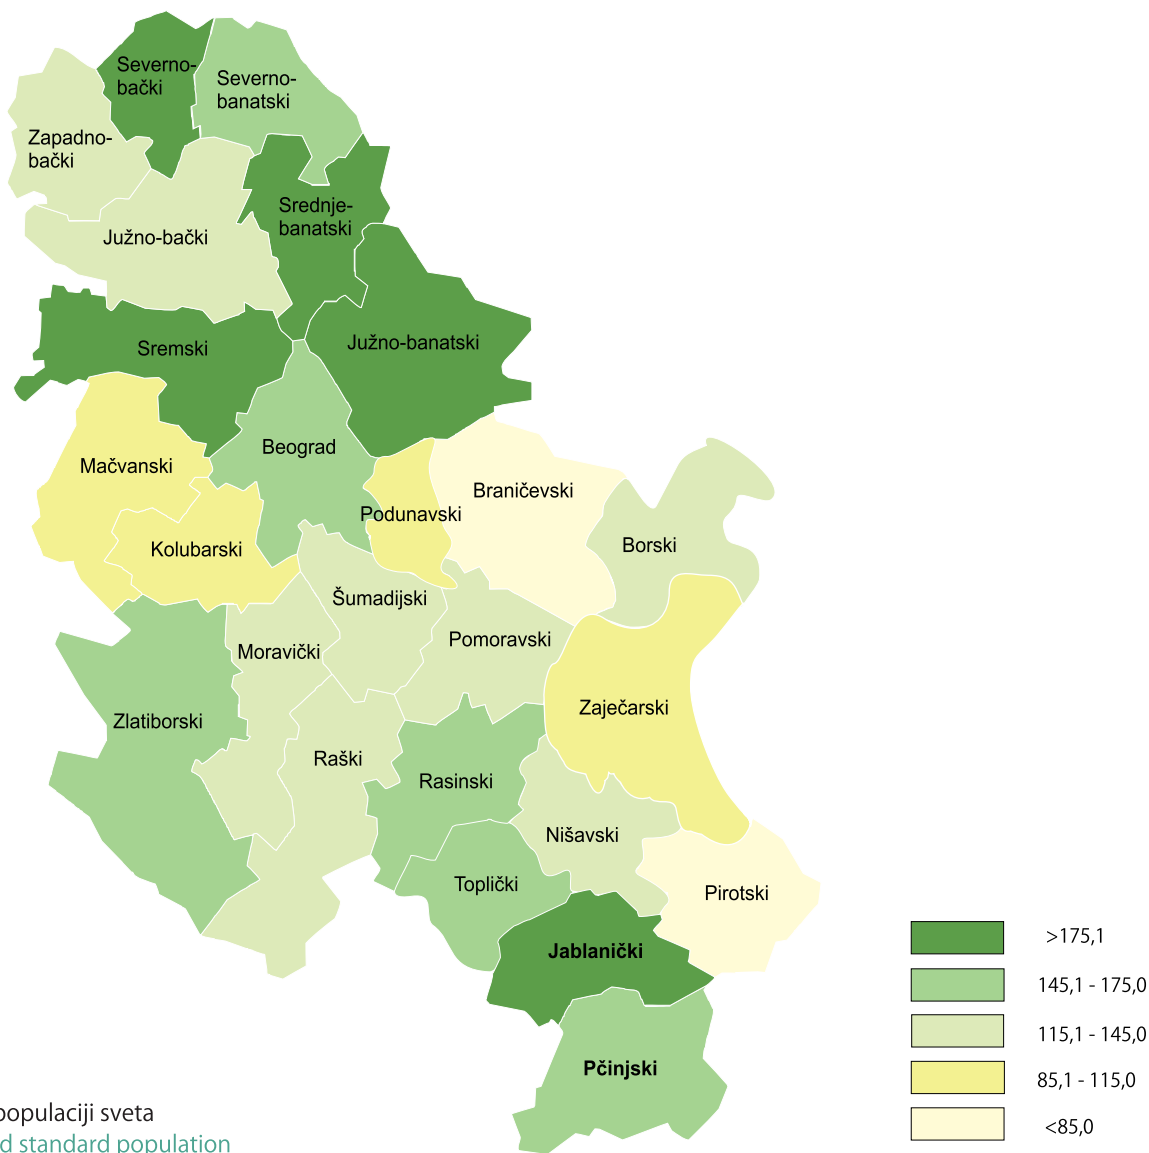 Severno-
bački
Severno-
banatski
Zapadno-
bački
Srednje-
banatski
Južno-bački
Južno-banatski
Sremski
Beograd
Mačvanski
Braničevski
Podunavski
Kolubarski
Borski
Šumadijski
Pomoravski
Moravički
Zaječarski
Zlatiborski
Raški
Rasinski
Nišavski
Toplički
Pirotski
Jablanički
Pčinjski
>175,1
145,1 - 175,0
115,1 - 145,0
85,1 - 115,0
<85,0
populaciji sveta
d standard population